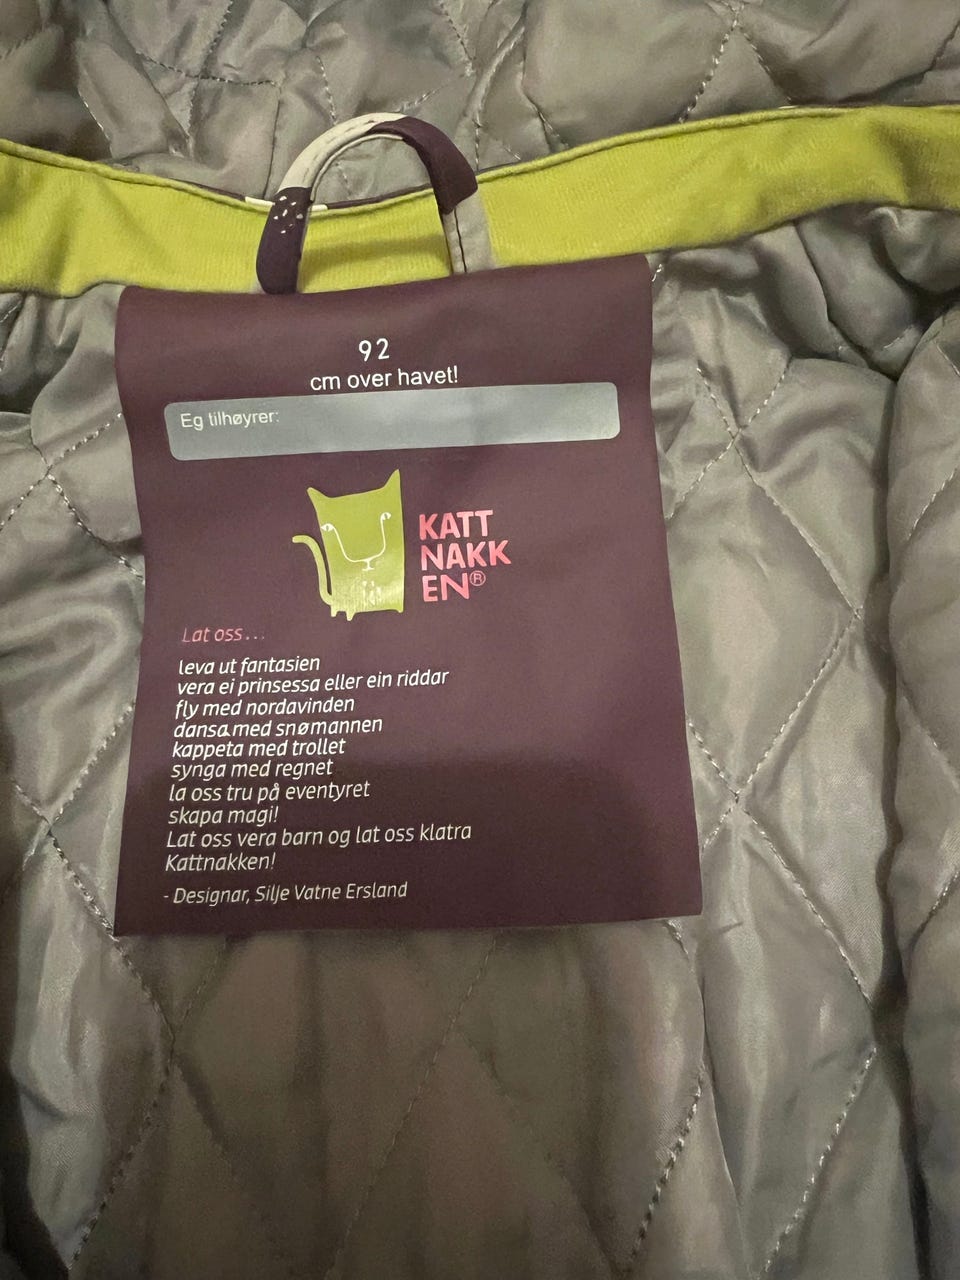 92
cm over havet!
Eg tilhøyrer:
KATT
NAKK
EN®
Lat oss...
leva ut fantasien
vera ei prinsessa eller ein riddar
fly med nordavinden
dansa med snømannen
kappeta med trollet
synga med regnet
la oss tru på eventyret
skapa magi!
Lat oss vera barn og lat oss klatra
Kattnakken!
- Designar, Silje Vatne Ersland